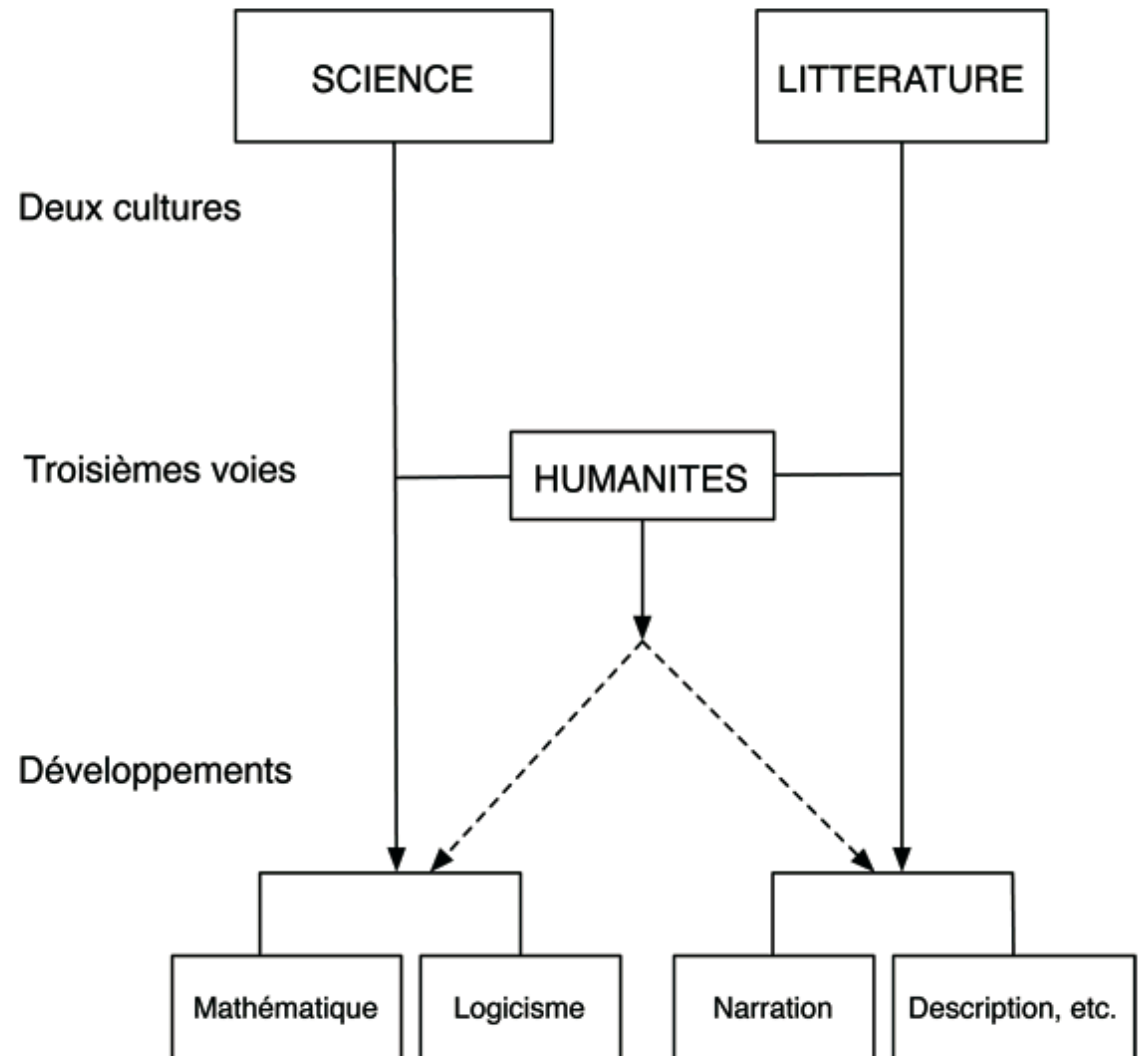 SCIENCE
LITTERATURE
Deux cultures
Troisièmes voies
HUMANITES
Développements
Mathématique
Logicisme
Narration
Description, etc.